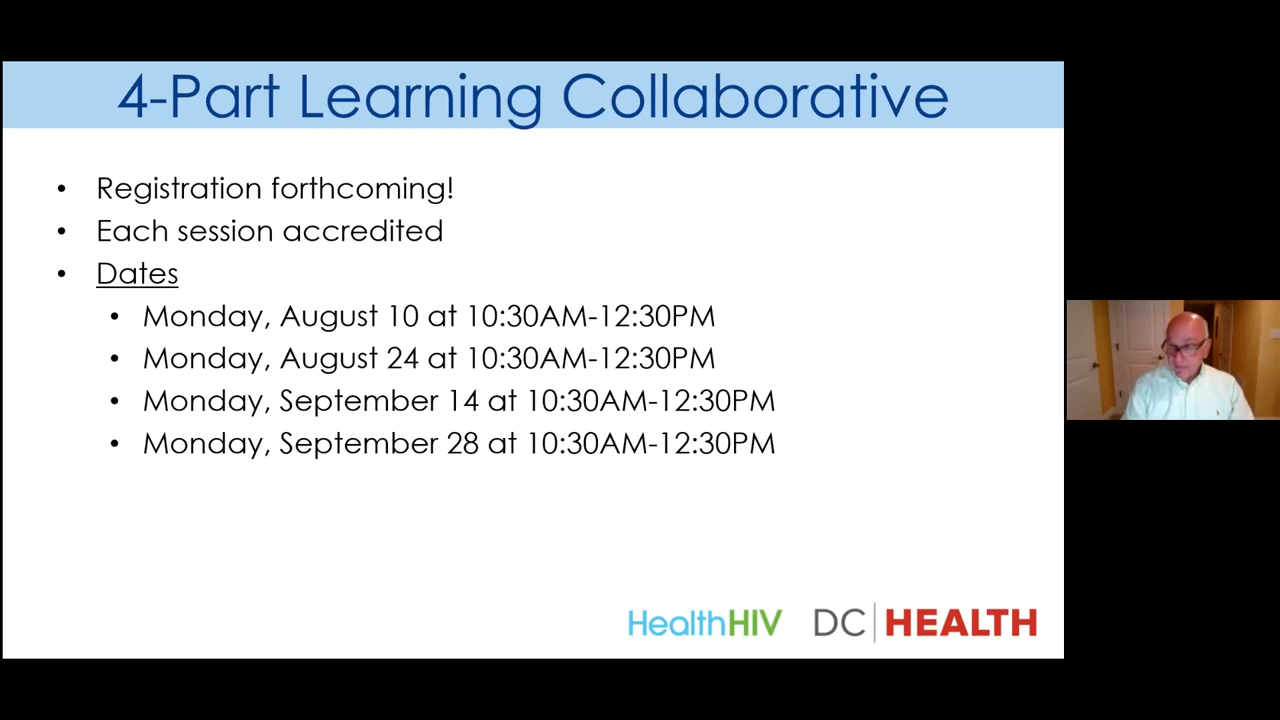 4-Part Learning Collaborative
• Registration forthcoming!
• Each session accredited
• Dates
• Monday, August 10 at 10:30AM-12:30PM
• Monday, August 24 at 10:30AM-12:30PM
• Monday, September 14 at 10:30AM-12:30PM
• Monday, September 28 at 10:30AM-12:30PM
HealthHIV DC | HEALTH